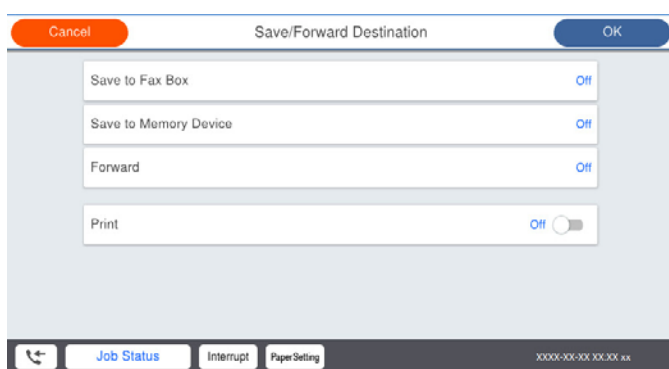 Cancel Save/Forward Destination OK
Save to Fax Box Off
Save to Memory Device Off
Forward Off
Print Off
Job Status Interrupt Paper Setting XXXX-XX-XX XX:XX xx